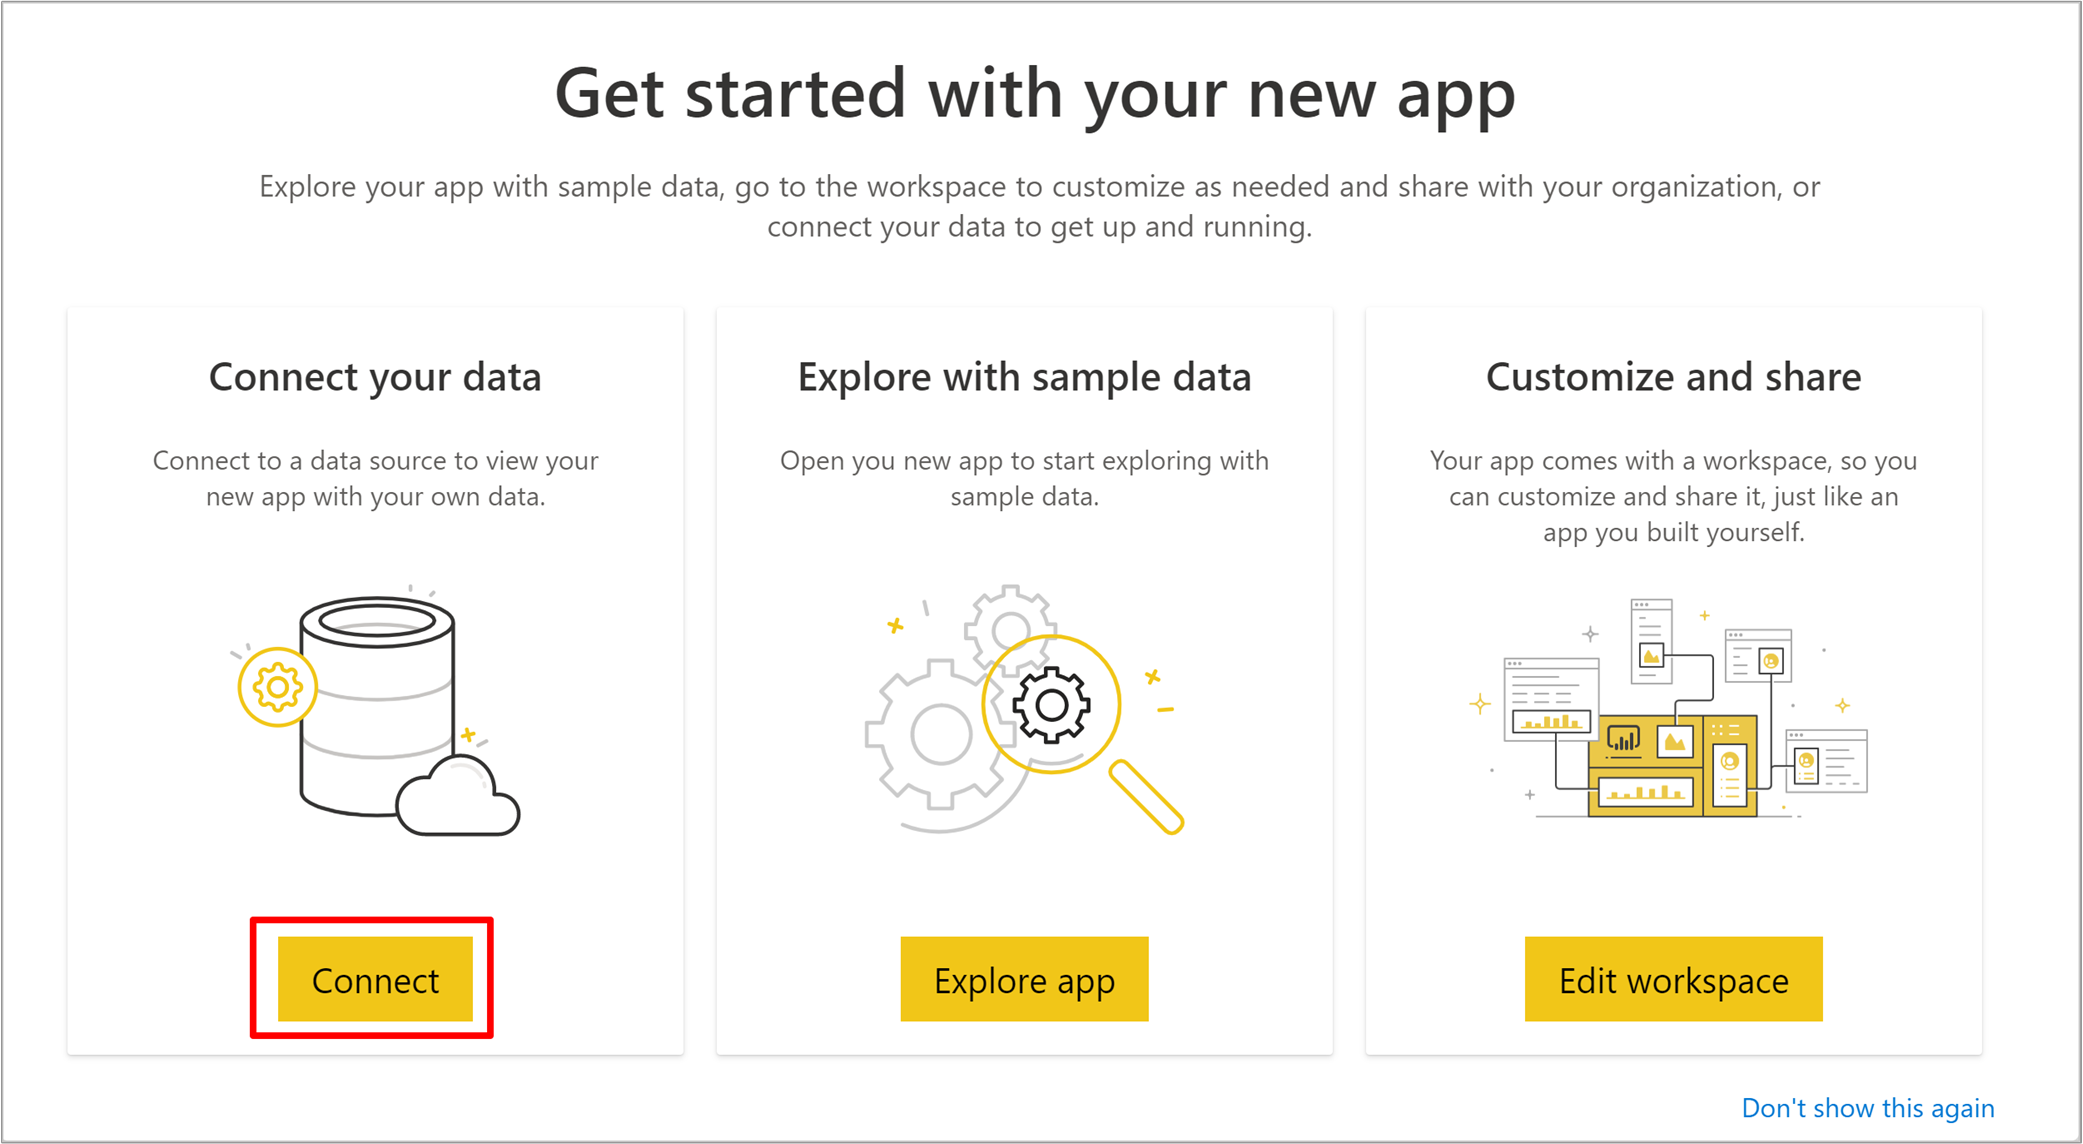 Get started with your new app
Explore your app with sample data, go to the workspace to customize as needed and share with your organization, or
connect your data to get up and running.
Connect your data
Connect to a data source to view your
new app with your own data.
Connect
Explore with sample data
Open you new app to start exploring with
sample data.
Explore app
Customize and share
Your app comes with a workspace, so you
can customize and share it, just like an
app you built yourself.
Edit workspace
Don't show this again